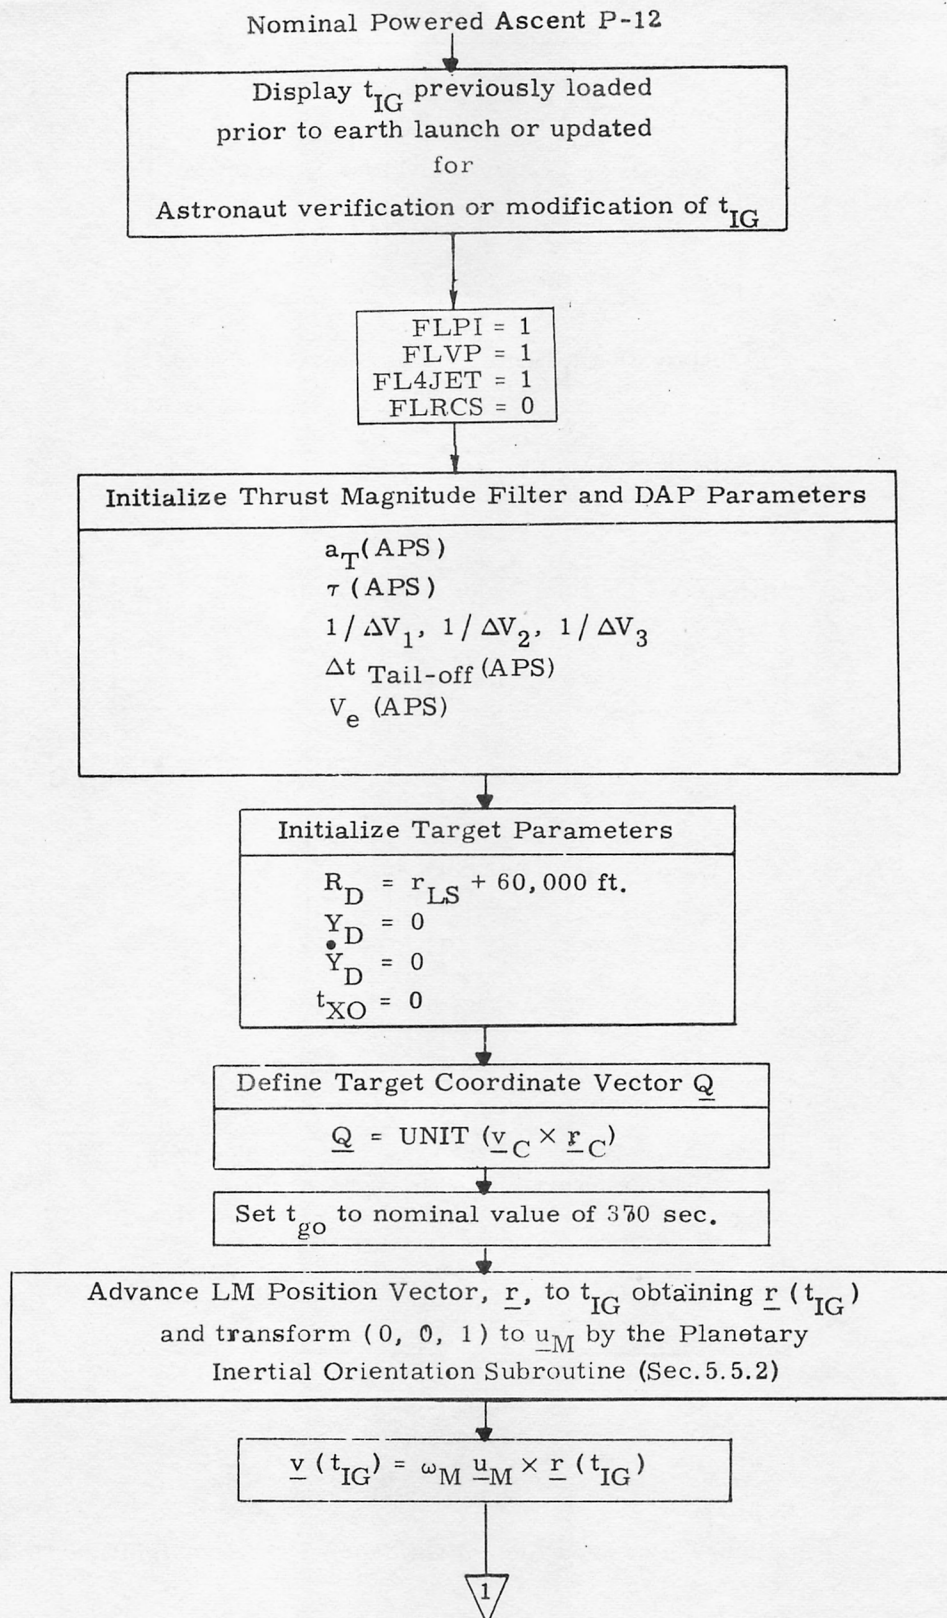 Nominal Powered Ascent P-12
Display t_IG previously loaded
prior to earth launch or updated
for
Astronaut verification or modification of t_IG
FLPI = 1
FLVP = 1
FL4JET = 1
FLRCS = 0
Initialize Thrust Magnitude Filter and DAP Parameters
a_T(APS)
τ (APS)
1/ΔV_1, 1/ΔV_2, 1/ΔV_3
Δt Tail-off (APS)
V_e (APS)
Initialize Target Parameters
R_D = r_LS + 60,000 ft.
Y_D = 0
Ẏ_D = 0
t_XO = 0
Define Target Coordinate Vector Q
Q = UNIT (v_C × r_C)
Set t_go to nominal value of 370 sec.
Advance LM Position Vector, r, to t_IG obtaining r (t_IG)
and transform (0, 0, 1) to u_M by the Planetary
Inertial Orientation Subroutine (Sec. 5.5.2)
v (t_IG) = ω_M u_M × r (t_IG)
1